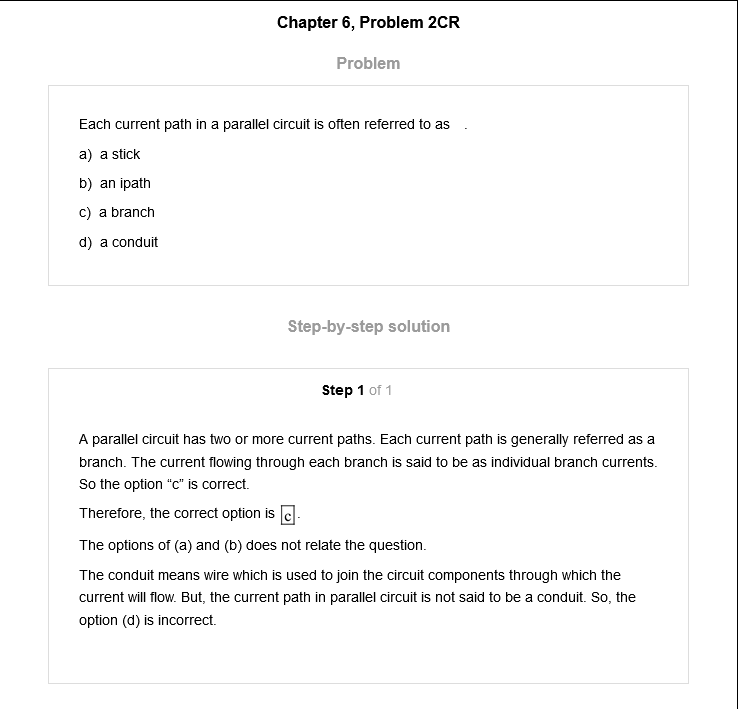 Chapter 6, Problem 2CR
Problem
Each current path in a parallel circuit is often referred to as .
a) a stick
b) an ipath
c) a branch
d) a conduit
Step-by-step solution
Step 1 of 1
A parallel circuit has two or more current paths. Each current path is generally referred as a
branch. The current flowing through each branch is said to be as individual branch currents.
So the option “c” is correct.
Therefore, the correct option is c.
The options of (a) and (b) does not relate the question.
The conduit means wire which is used to join the circuit components through which the
current will flow. But, the current path in parallel circuit is not said to be a conduit. So, the
option (d) is incorrect.